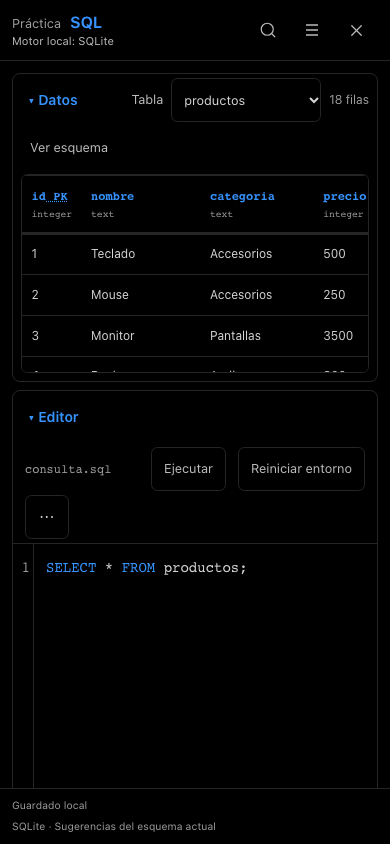 Práctica SQL
Motor local: SQLite
▾ Datos Tabla productos 18 filas
Ver esquema
id PK nombre categoria precio
integer text text integer
1 Teclado Accesorios 500
2 Mouse Accesorios 250
3 Monitor Pantallas 3500
▾ Editor
consulta.sql Ejecutar Reiniciar entorno
...
1 SELECT * FROM productos;
Guardado local
SQLite · Sugerencias del esquema actual